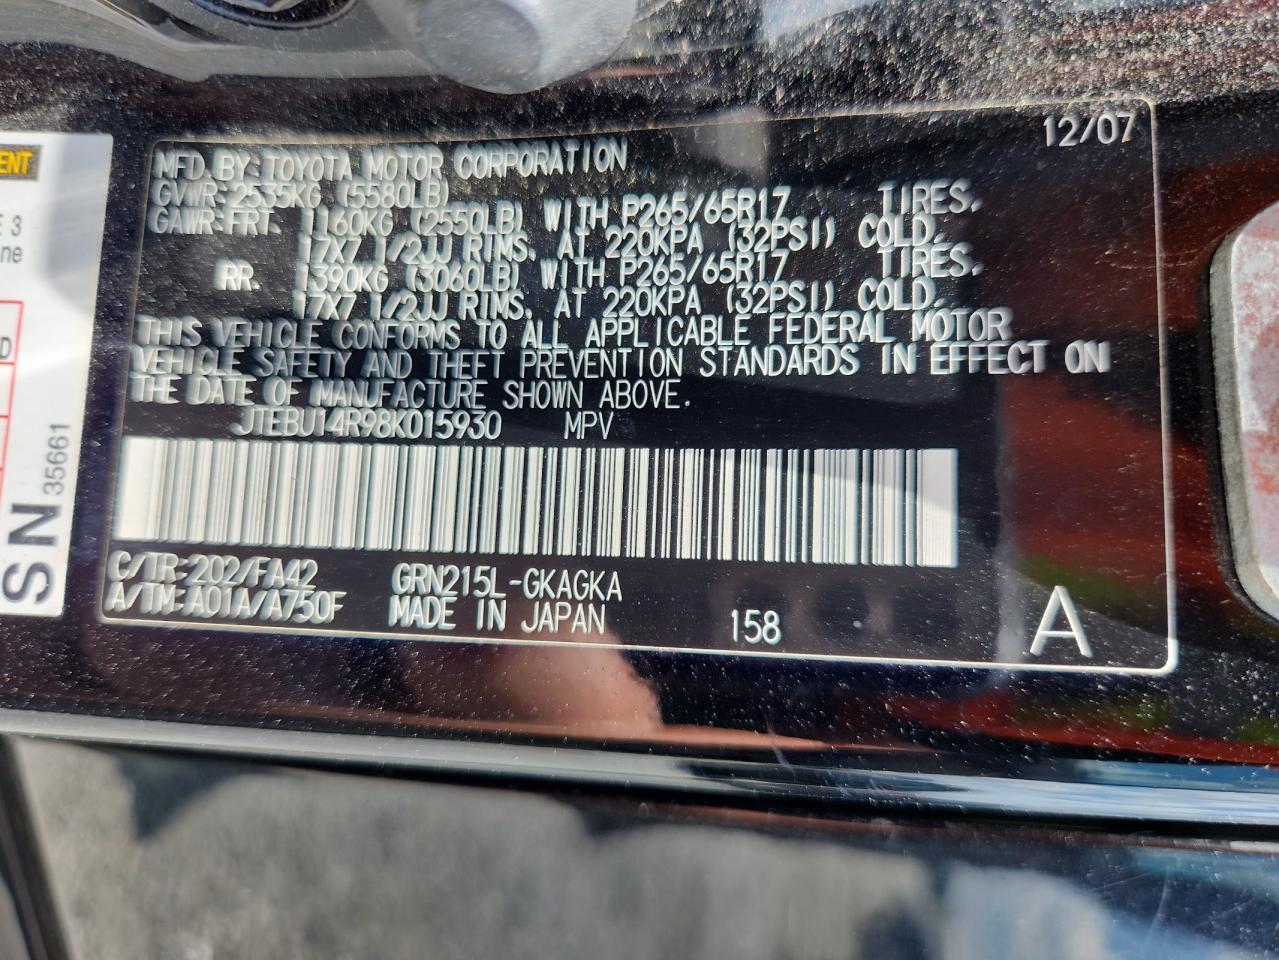 12/07
MFD.BY:TOYOTA MOTOR CORPORATION
GVWR:2535KG (5580LB)
GAWR:FRT. 1160KG (2550LB) WITH P265/65R17 TIRES,
17X7 1/2JJ RIMS, AT 220KPA (32PSI) COLD.
RR. 1390KG (3060LB) WITH P265/65R17 TIRES,
17X7 1/2JJ RIMS, AT 220KPA (32PSI) COLD.
THIS VEHICLE CONFORMS TO ALL APPLICABLE FEDERAL MOTOR
VEHICLE SAFETY AND THEFT PREVENTION STANDARDS IN EFFECT ON
THE DATE OF MANUFACTURE SHOWN ABOVE.
JTEBU14R98K015930 MPV
C/TR:202/FA42 GRN215L-GKAGKA
A/TM:A01A/A750F MADE IN JAPAN 158 A
ENT
E 3
ne
D
SN 35661